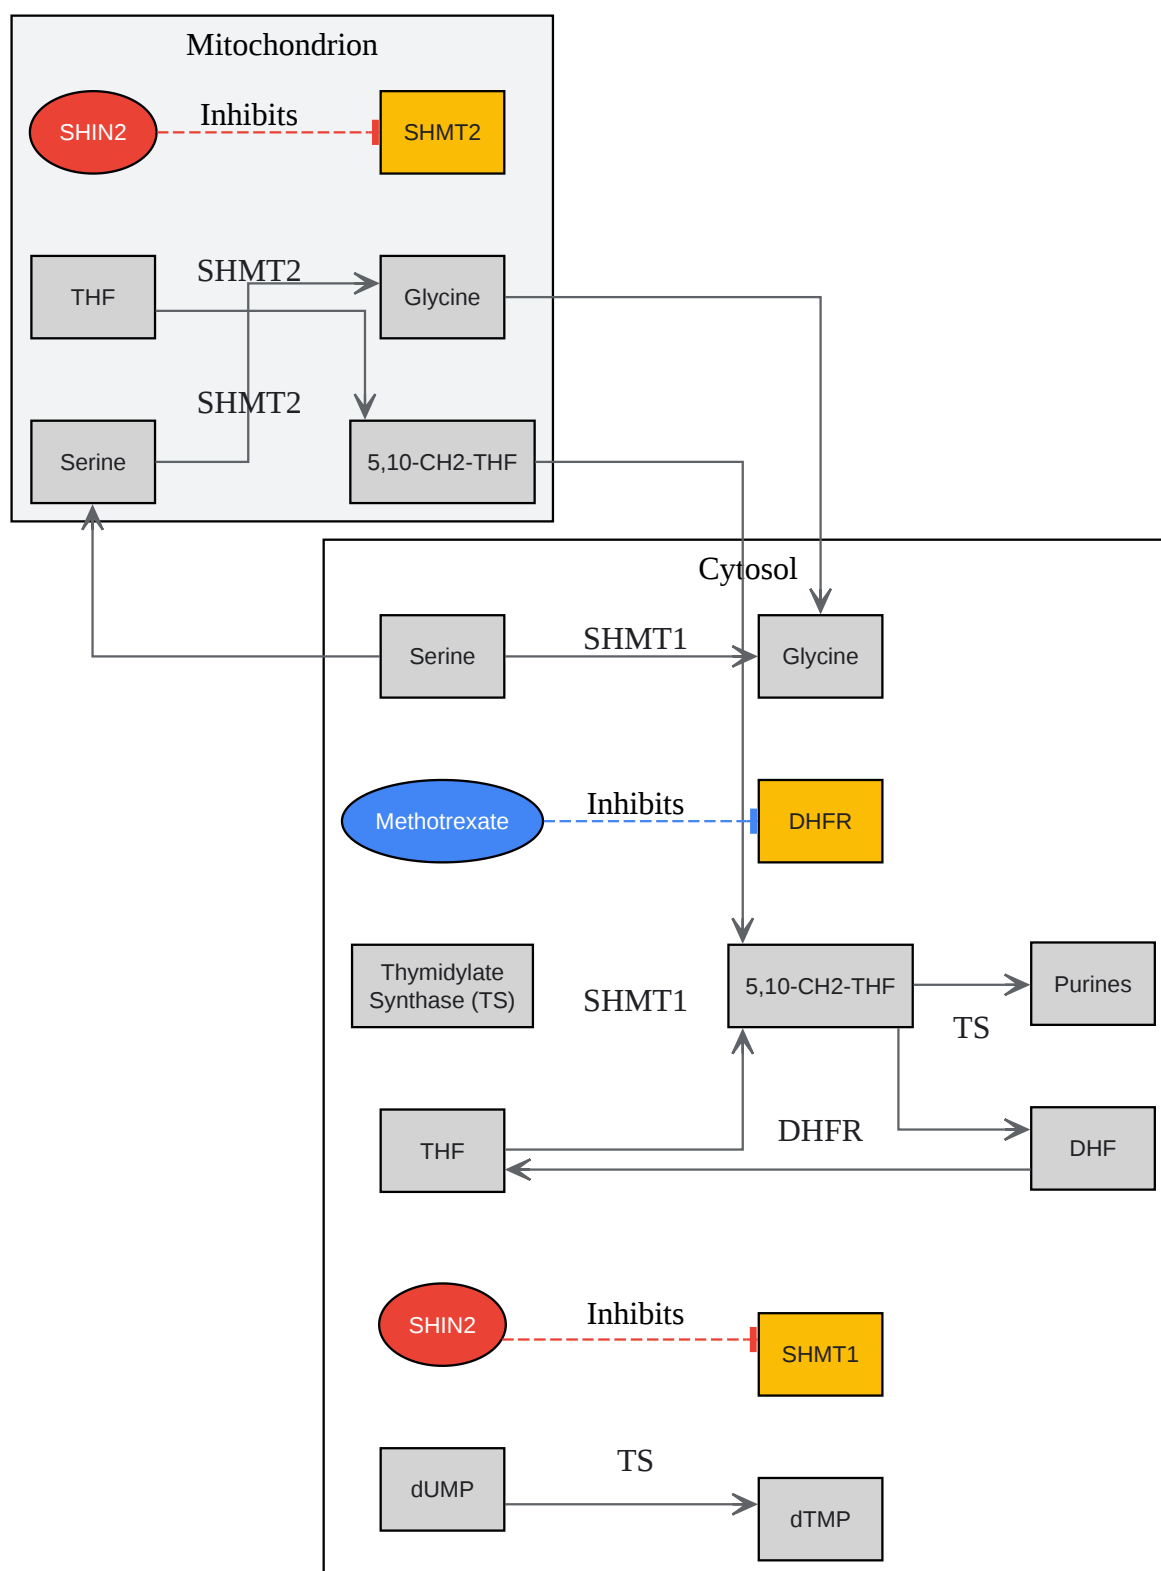 Mitochondrion
Inhibits
SHIN2
SHMT2
SHMT2
THF
Glycine
SHMT2
Serine
5,10-CH2-THF
Cytosol
SHMT1
Serine
Glycine
Inhibits
Methotrexate
DHFR
Thymidylate
Synthase (TS)
SHMT1
5,10-CH2-THF
Purines
TS
DHFR
THF
DHF
Inhibits
SHIN2
SHMT1
TS
dUMP
dTMP